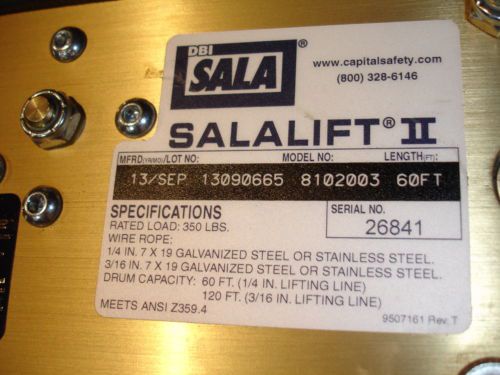 DBI
SALA®
www.capitalsafety.com
(800) 328-6146
SALALIFT® II
MFRD(YR/MO)/LOT NO: MODEL NO: LENGTH(FT):
13/SEP 13090665 8102003 60FT
SPECIFICATIONS
RATED LOAD: 350 LBS.
SERIAL NO.
26841
WIRE ROPE:
1/4 IN. 7 X 19 GALVANIZED STEEL OR STAINLESS STEEL.
3/16 IN. 7 X 19 GALVANIZED STEEL OR STAINLESS STEEL.
DRUM CAPACITY: 60 FT. (1/4 IN. LIFTING LINE)
120 FT. (3/16 IN. LIFTING LINE)
MEETS ANSI Z359.4
9507161 Rev. T